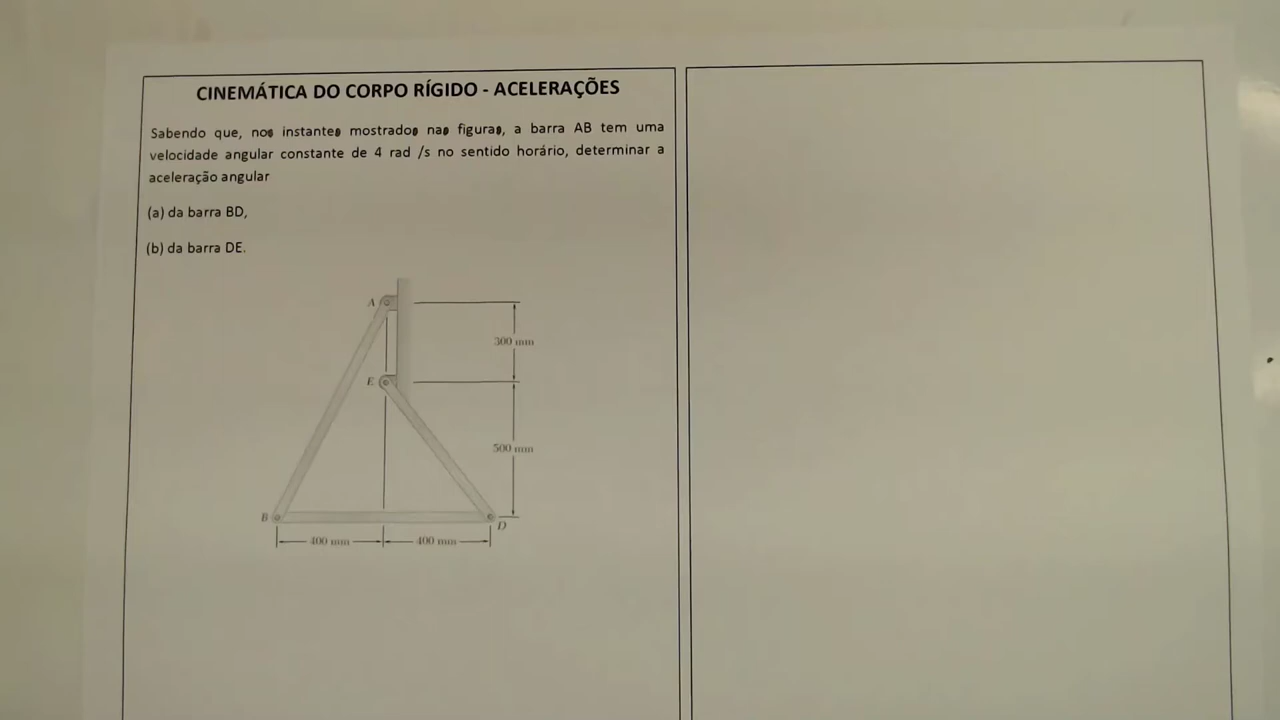 CINEMÁTICA DO CORPO RÍGIDO - ACELERAÇÕES
Sabendo que, nos instantes mostrados nas figuras, a barra AB tem uma
velocidade angular constante de 4 rad /s no sentido horário, determinar a
aceleração angular
(a) da barra BD,
(b) da barra DE.
A
300 mm
E
500 mm
B
D
400 mm
400 mm